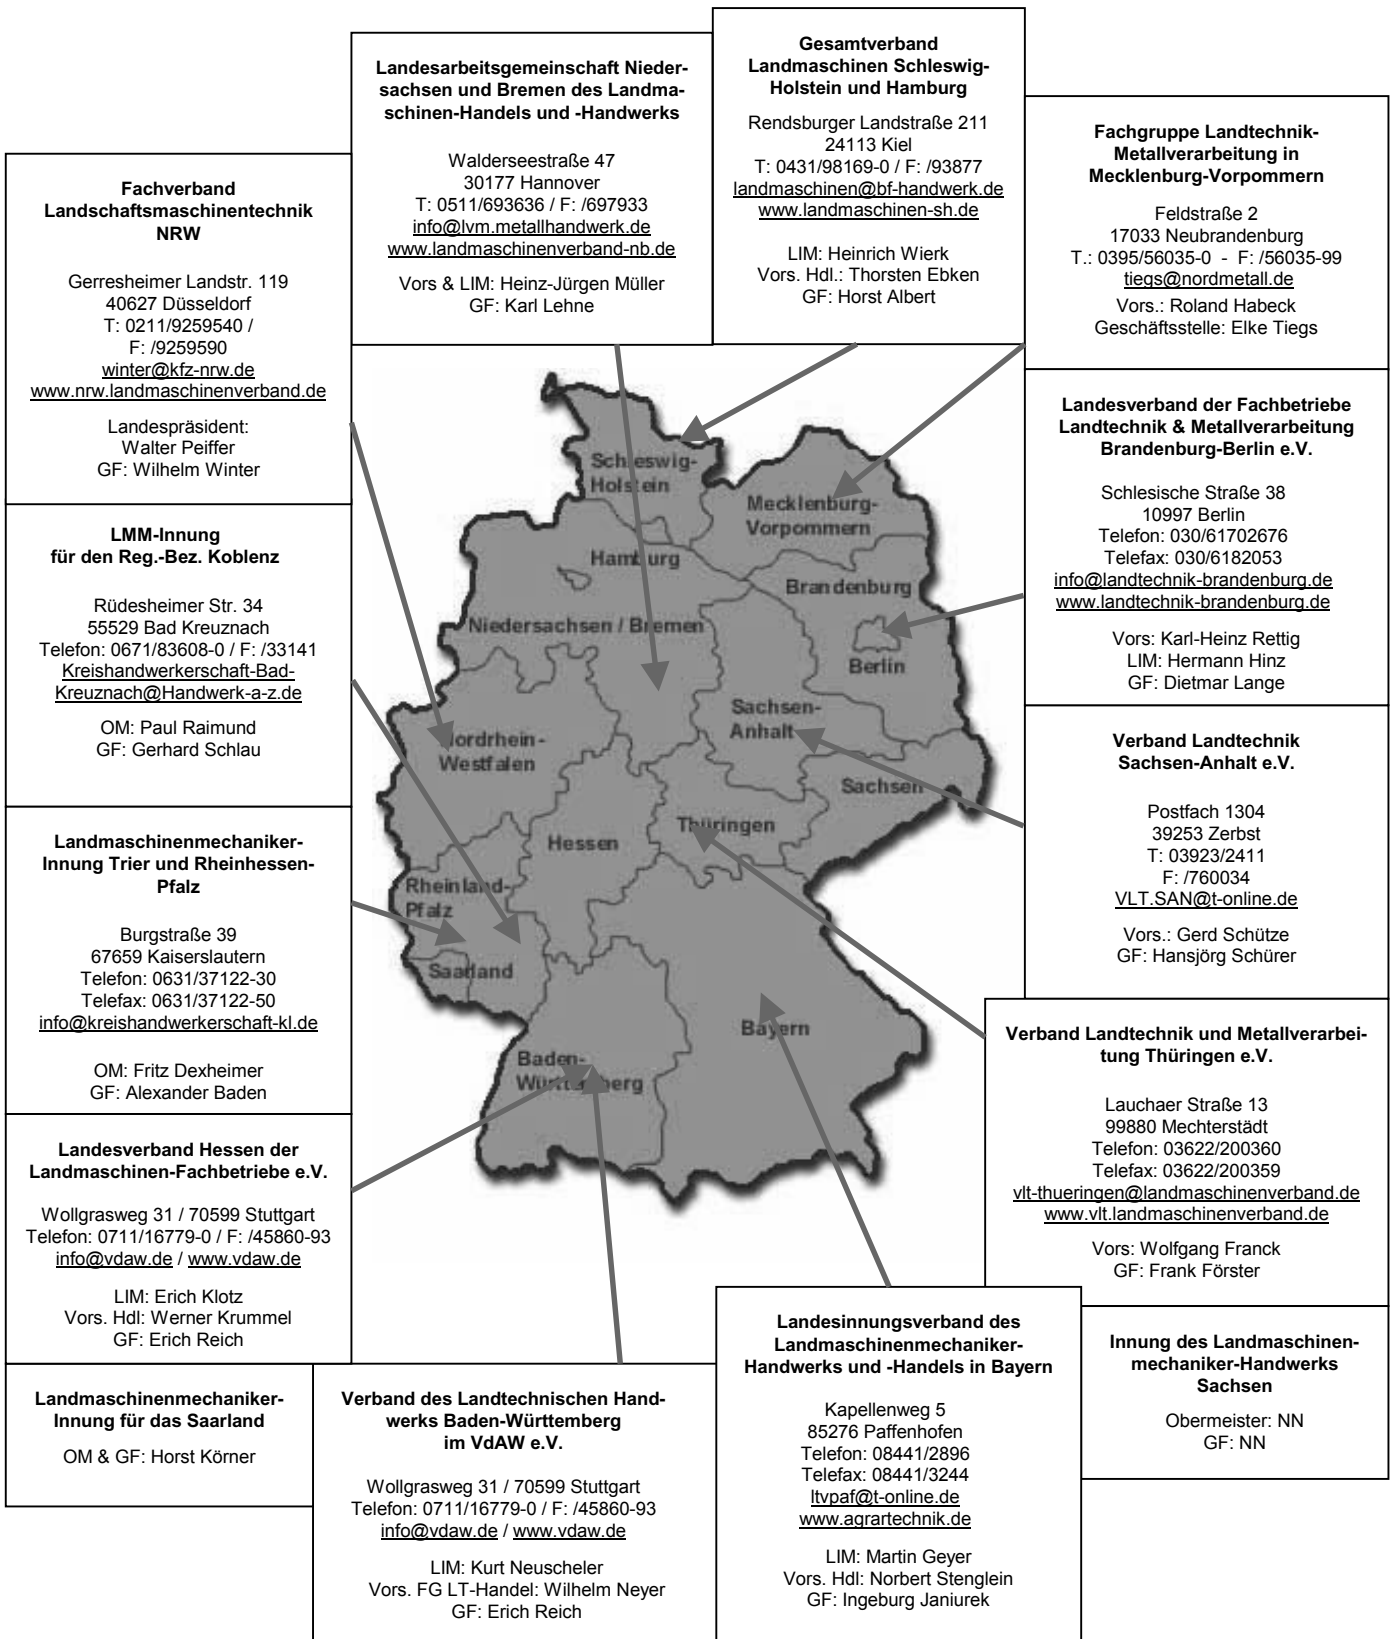 Landesarbeitsgemeinschaft Nieder-
sachsen und Bremen des Landma-
schinen-Handels und -Handwerks
Walderseestraße 47
30177 Hannover
T: 0511/693636 / F: /697933
info@lvm.metallhandwerk.de
www.landmaschinenverband-nb.de
Vors & LIM: Heinz-Jürgen Müller
GF: Karl Lehne
Gesamtverband
Landmaschinen Schleswig-
Holstein und Hamburg
Rendsburger Landstraße 211
24113 Kiel
T: 0431/98169-0 / F: /93877
landmaschinen@bf-handwerk.de
www.landmaschinen-sh.de
LIM: Heinrich Wierk
Vors. Hdl.: Thorsten Ebken
GF: Horst Albert
Fachgruppe Landtechnik-
Metallverarbeitung in
Mecklenburg-Vorpommern
Feldstraße 2
17033 Neubrandenburg
T.: 0395/56035-0 - F: /56035-99
tiegs@nordmetall.de
Vors.: Roland Habeck
Geschäftsstelle: Elke Tiegs
Fachverband
Landschaftsmaschinentechnik
NRW
Gerresheimer Landstr. 119
40627 Düsseldorf
T: 0211/9259540 /
F: /9259590
winter@kfz-nrw.de
www.nrw.landmaschinenverband.de
Landespräsident:
Walter Peiffer
GF: Wilhelm Winter
LMM-Innung
für den Reg.-Bez. Koblenz
Rüdesheimer Str. 34
55529 Bad Kreuznach
Telefon: 0671/83608-0 / F: /33141
Kreishandwerkerschaft-Bad-
Kreuznach@Handwerk-a-z.de
OM: Paul Raimund
GF: Gerhard Schlau
Landmaschinenmechaniker-
Innung Trier und Rheinhessen-
Pfalz
Burgstraße 39
67659 Kaiserslautern
Telefon: 0631/37122-30
Telefax: 0631/37122-50
info@kreishandwerkerschaft-kl.de
OM: Fritz Dexheimer
GF: Alexander Baden
Landesverband Hessen der
Landmaschinen-Fachbetriebe e.V.
Wollgrasweg 31 / 70599 Stuttgart
Telefon: 0711/16779-0 / F: /45860-93
info@vdaw.de / www.vdaw.de
LIM: Erich Klotz
Vors. Hdl: Werner Krummel
GF: Erich Reich
Landmaschinenmechaniker-
Innung für das Saarland
OM & GF: Horst Körner
Schleswig-
Holstein
Mecklenburg-
Vorpommern
Hamburg
Brandenburg
Niedersachsen / Bremen
Berlin
Sachsen-
Anhalt
Nordrhein-
Westfalen
Sachsen
Thüringen
Hessen
Rheinland-
Pfalz
Saarland
Bayern
Baden-
Württemberg
Landesverband der Fachbetriebe
Landtechnik & Metallverarbeitung
Brandenburg-Berlin e.V.
Schlesische Straße 38
10997 Berlin
Telefon: 030/61702676
Telefax: 030/6182053
info@landtechnik-brandenburg.de
www.landtechnik-brandenburg.de
Vors: Karl-Heinz Rettig
LIM: Hermann Hinz
GF: Dietmar Lange
Verband Landtechnik
Sachsen-Anhalt e.V.
Postfach 1304
39253 Zerbst
T: 03923/2411
F: /760034
VLT.SAN@t-online.de
Vors.: Gerd Schütze
GF: Hansjörg Schürer
Verband Landtechnik und Metallverarbei-
tung Thüringen e.V.
Lauchaer Straße 13
99880 Mechterstädt
Telefon: 03622/200360
Telefax: 03622/200359
vlt-thueringen@landmaschinenverband.de
www.vlt.landmaschinenverband.de
Vors: Wolfgang Franck
GF: Frank Förster
Verband des Landtechnischen Hand-
werks Baden-Württemberg
im VdAW e.V.
Wollgrasweg 31 / 70599 Stuttgart
Telefon: 0711/16779-0 / F: /45860-93
info@vdaw.de / www.vdaw.de
LIM: Kurt Neuscheler
Vors. FG LT-Handel: Wilhelm Neyer
GF: Erich Reich
Landesinnungsverband des
Landmaschinenmechaniker-
Handwerks und -Handels in Bayern
Kapellenweg 5
85276 Paffenhofen
Telefon: 08441/2896
Telefax: 08441/3244
ltvpaf@t-online.de
www.agrartechnik.de
LIM: Martin Geyer
Vors. Hdl: Norbert Stenglein
GF: Ingeburg Janiurek
Innung des Landmaschinen-
mechaniker-Handwerks
Sachsen
Obermeister: NN
GF: NN